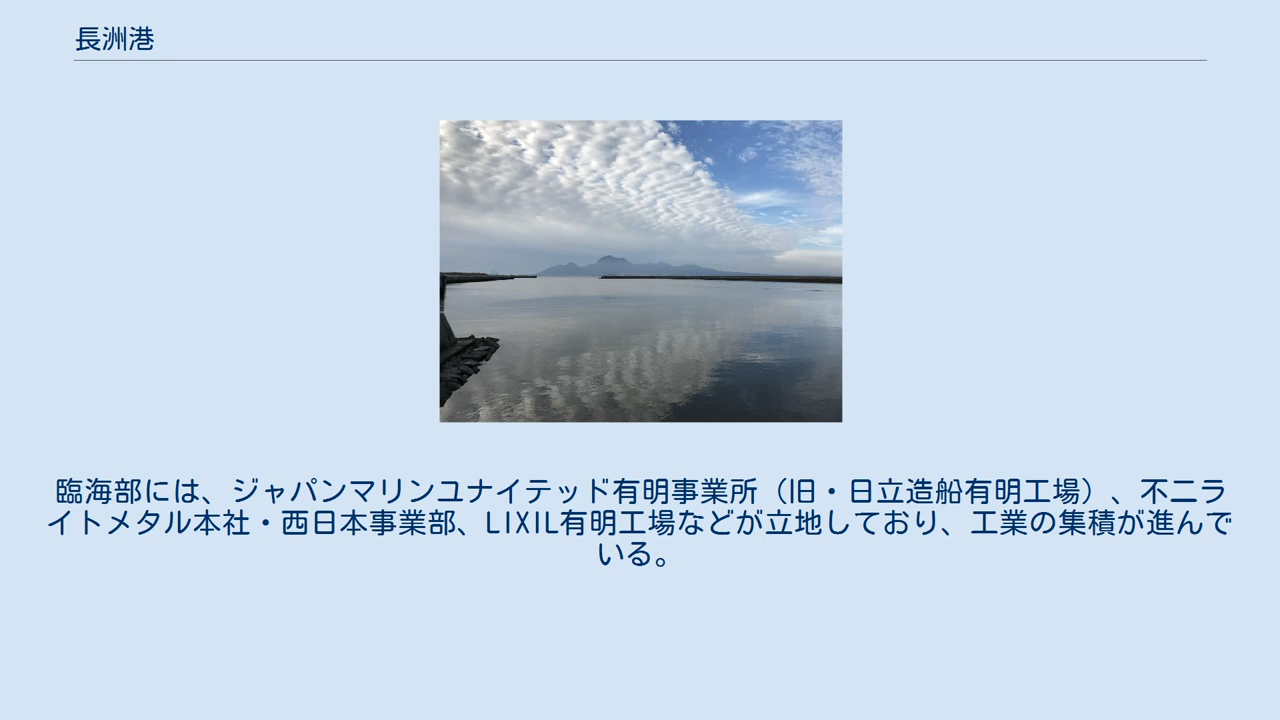 長洲港
臨海部には、ジャパンマリンユナイテッド有明事業所（旧・日立造船有明工場）、不二ラ
イトメタル本社・西日本事業部、LIXIL有明工場などが立地しており、工業の集積が進んで
いる。